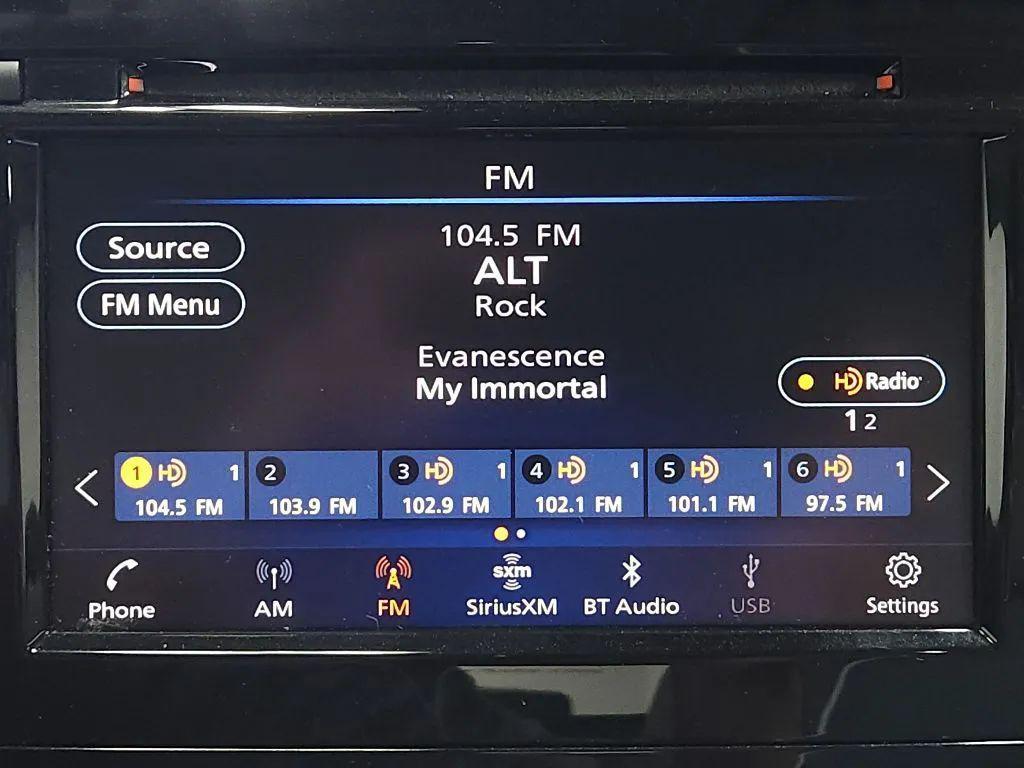 FM
Source
104.5 FM
ALT
FM Menu
Rock
Evanescence
My Immortal
HD Radio
1 2
1 HD 1
104.5 FM
2
103.9 FM
3 HD 1
102.9 FM
4 HD 1
102.1 FM
5 HD 1
101.1 FM
6 HD 1
97.5 FM
Phone
AM
FM
sxm
SiriusXM
BT Audio
USB
Settings